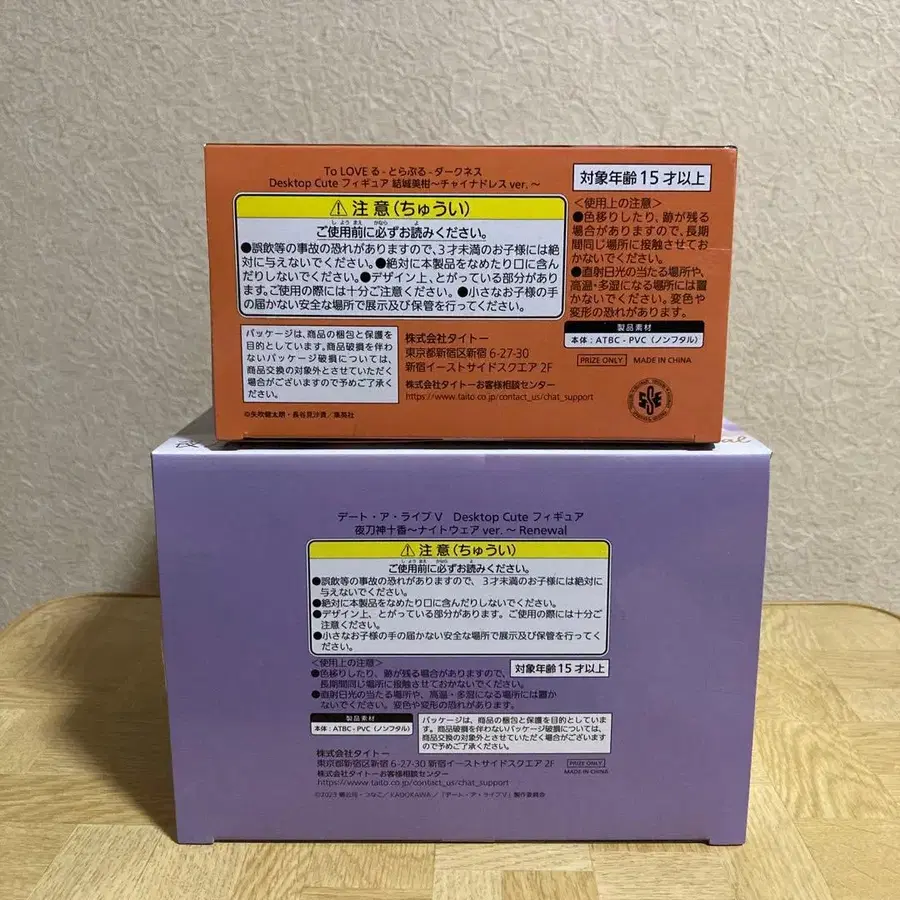 To LOVEる-とらぶる-ダークネス
Desktop Cute フィギュア 結城美柑~チャイナドレス ver.~
⚠注意(ちゅうい)
しようまえ かなら よ
ご使用前に必ずお読みください。
●誤飲等の事故の恐れがありますので、3才未満のお子様には絶
対に与えないでください。●絶対に本製品をなめたり口に含ん
だりしないでください。●デザイン上、とがっている部分があり
ます。ご使用の際には十分ご注意ください。●小さなお子様の手
の届かない安全な場所で展示及び保管を行ってください。
対象年齢15才以上
<使用上の注意>
●色移りしたり、跡が残る
場合がありますので、長期
間同じ場所に接触させてお
かないでください。
●直射日光の当たる場所や、
高温・多湿になる場所には置
かないでください。変色や
変形の恐れがあります。
製品素材
本体:ATBC-PVC(ノンフタル)
パッケージは、商品の梱包と保護を
目的としています。商品破損を伴わ
ないパッケージ破損については、
商品交換の対象外とさせていただく
場合がございますので予めご了承く
ださい。
株式会社タイトー
東京都新宿区新宿 6-27-30
新宿イーストサイドスクエア 2F
株式会社タイトーお客様相談センター
https://www.taito.co.jp/contact_us/chat_support
PRIZE ONLY MADE IN CHINA
©矢吹健太朗・長谷見沙貴/集英社
デート・ア・ライブV Desktop Cute フィギュア
夜刀神十香~ナイトウェア ver.~ Renewal
⚠注意(ちゅうい)
しようまえ かなら よ
ご使用前に必ずお読みください。
●誤飲等の事故の恐れがありますので、3才未満のお子様には絶対に
与えないでください。
●絶対に本製品をなめたり口に含んだりしないでください。
●デザイン上、とがっている部分があります。ご使用の際には十分ご
注意ください。
●小さなお子様の手の届かない安全な場所で展示及び保管を行ってく
ださい。
<使用上の注意>
対象年齢15才以上
●色移りしたり、跡が残る場合がありますので、
長期間同じ場所に接触させておかないでください。
●直射日光の当たる場所や、高温・多湿になる場所には置か
ないでください。変色や変形の恐れがあります。
製品素材
本体:ATBC-PVC(ノンフタル)
パッケージは、商品の梱包と保護を目的としていま
す。商品破損を伴わないパッケージ破損については、
商品交換の対象外とさせていただく場合がございます
ので予めご了承ください。
株式会社タイトー
東京都新宿区新宿 6-27-30 新宿イーストサイドスクエア 2F
株式会社タイトーお客様相談センター
https://www.taito.co.jp/contact_us/chat_support
PRIZE ONLY
MADE IN CHINA
©2023 橘公司・つなこ/KADOKAWA/「デート・ア・ライブV」製作委員会